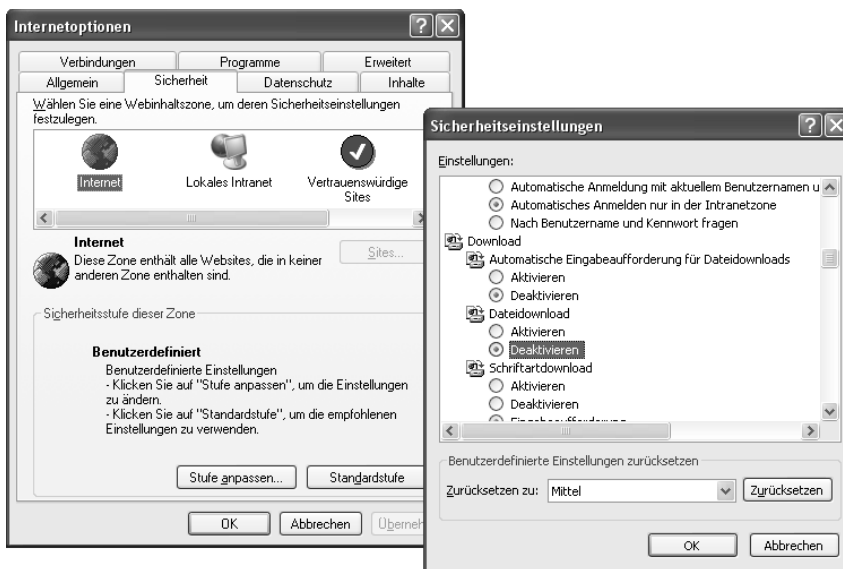 Internetoptionen
Verbindungen Programme Erweitert
Allgemein Sicherheit Datenschutz Inhalte
Wählen Sie eine Webinhaltszone, um deren Sicherheitseinstellungen
festzulegen.
Internet Lokales Intranet Vertrauenswürdige
Sites
Internet
Diese Zone enthält alle Websites, die in keiner
anderen Zone enthalten sind.
Sites...
Sicherheitsstufe dieser Zone
Benutzerdefiniert
Benutzerdefinierte Einstellungen
- Klicken Sie auf "Stufe anpassen", um die Einstellungen
zu ändern.
- Klicken Sie auf "Standardstufe", um die empfohlenen
Einstellungen zu verwenden.
Stufe anpassen... Standardstufe
OK Abbrechen Überneh
Sicherheitseinstellungen
Einstellungen:
Automatische Anmeldung mit aktuellem Benutzernamen u
Automatisches Anmelden nur in der Intranetzone
Nach Benutzername und Kennwort fragen
Download
Automatische Eingabeaufforderung für Dateidownloads
Aktivieren
Deaktivieren
Dateidownload
Aktivieren
Deaktivieren
Schriftartdownload
Aktivieren
Deaktivieren
Eingabeaufforderung
Benutzerdefinierte Einstellungen zurücksetzen
Zurücksetzen zu: Mittel Zurücksetzen
OK Abbrechen